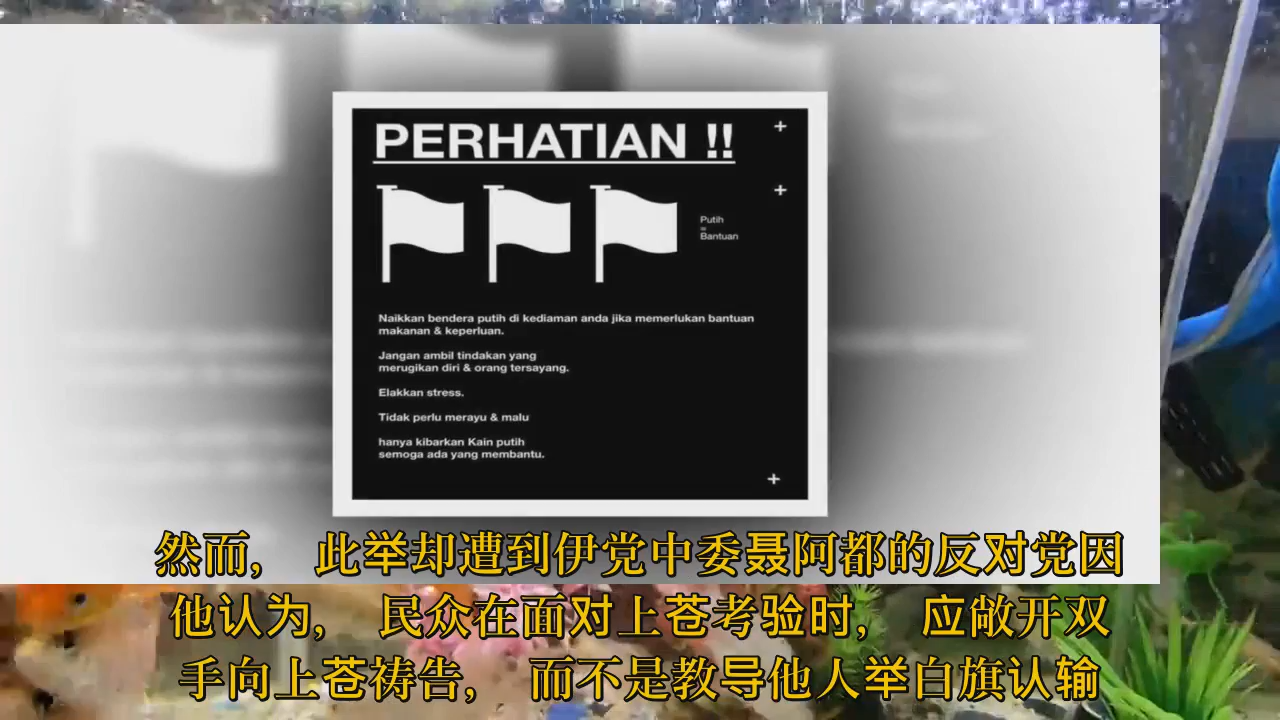 PERHATIAN !!
Putih
=
Bantuan
Naikkan bendera putih di kediaman anda jika memerlukan bantuan
makanan & keperluan.
Jangan ambil tindakan yang
merugikan diri & orang tersayang.
Elakkan stress.
Tidak perlu merayu & malu
hanya kibarkan Kain putih
semoga ada yang membantu.
然而, 此举却遭到伊党中委聂阿都的反对党因
他认为, 民众在面对上苍考验时, 应敞开双
手向上苍祷告, 而不是教导他人举白旗认输